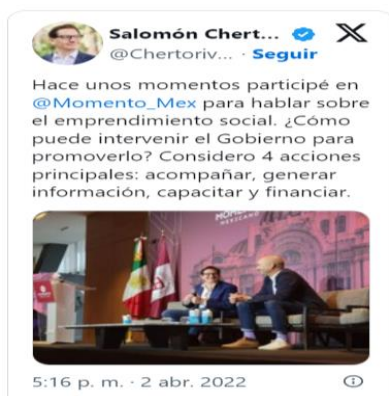 Salomón Chert...
@Chertoriv... · Seguir
Hace unos momentos participé en
@Momento_Mex para hablar sobre
el emprendimiento social. ¿Cómo
puede intervenir el Gobierno para
promoverlo? Considero 4 acciones
principales: acompañar, generar
información, capacitar y financiar.
MEXICANO
5:16 p. m. · 2 abr. 2022